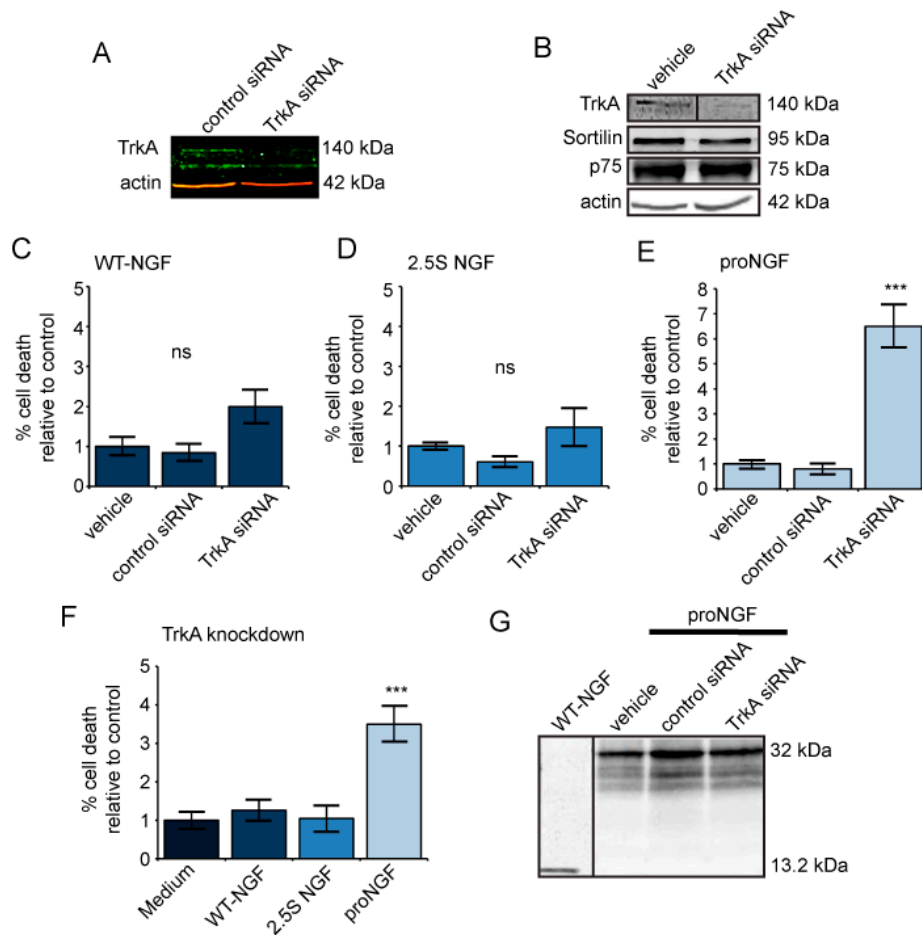 A
control siRNA
TrkA siRNA
TrkA
140 kDa
actin
42 kDa
B
vehicle
TrkA siRNA
TrkA
140 kDa
Sortilin
95 kDa
p75
75 kDa
actin
42 kDa
C
WT-NGF
% cell death
relative to control
5
4
3
2
1
0
ns
vehicle
control siRNA
TrkA siRNA
D
2.5S NGF
% cell death
relative to control
5
4
3
2
1
0
ns
vehicle
control siRNA
TrkA siRNA
E
proNGF
% cell death
relative to control
8
7
6
5
4
3
2
1
0
***
vehicle
control siRNA
TrkA siRNA
F
TrkA knockdown
% cell death
relative to control
5
4
3
2
1
0
***
Medium
WT-NGF
2.5S NGF
proNGF
G
proNGF
WT-NGF
vehicle
control siRNA
TrkA siRNA
32 kDa
13.2 kDa